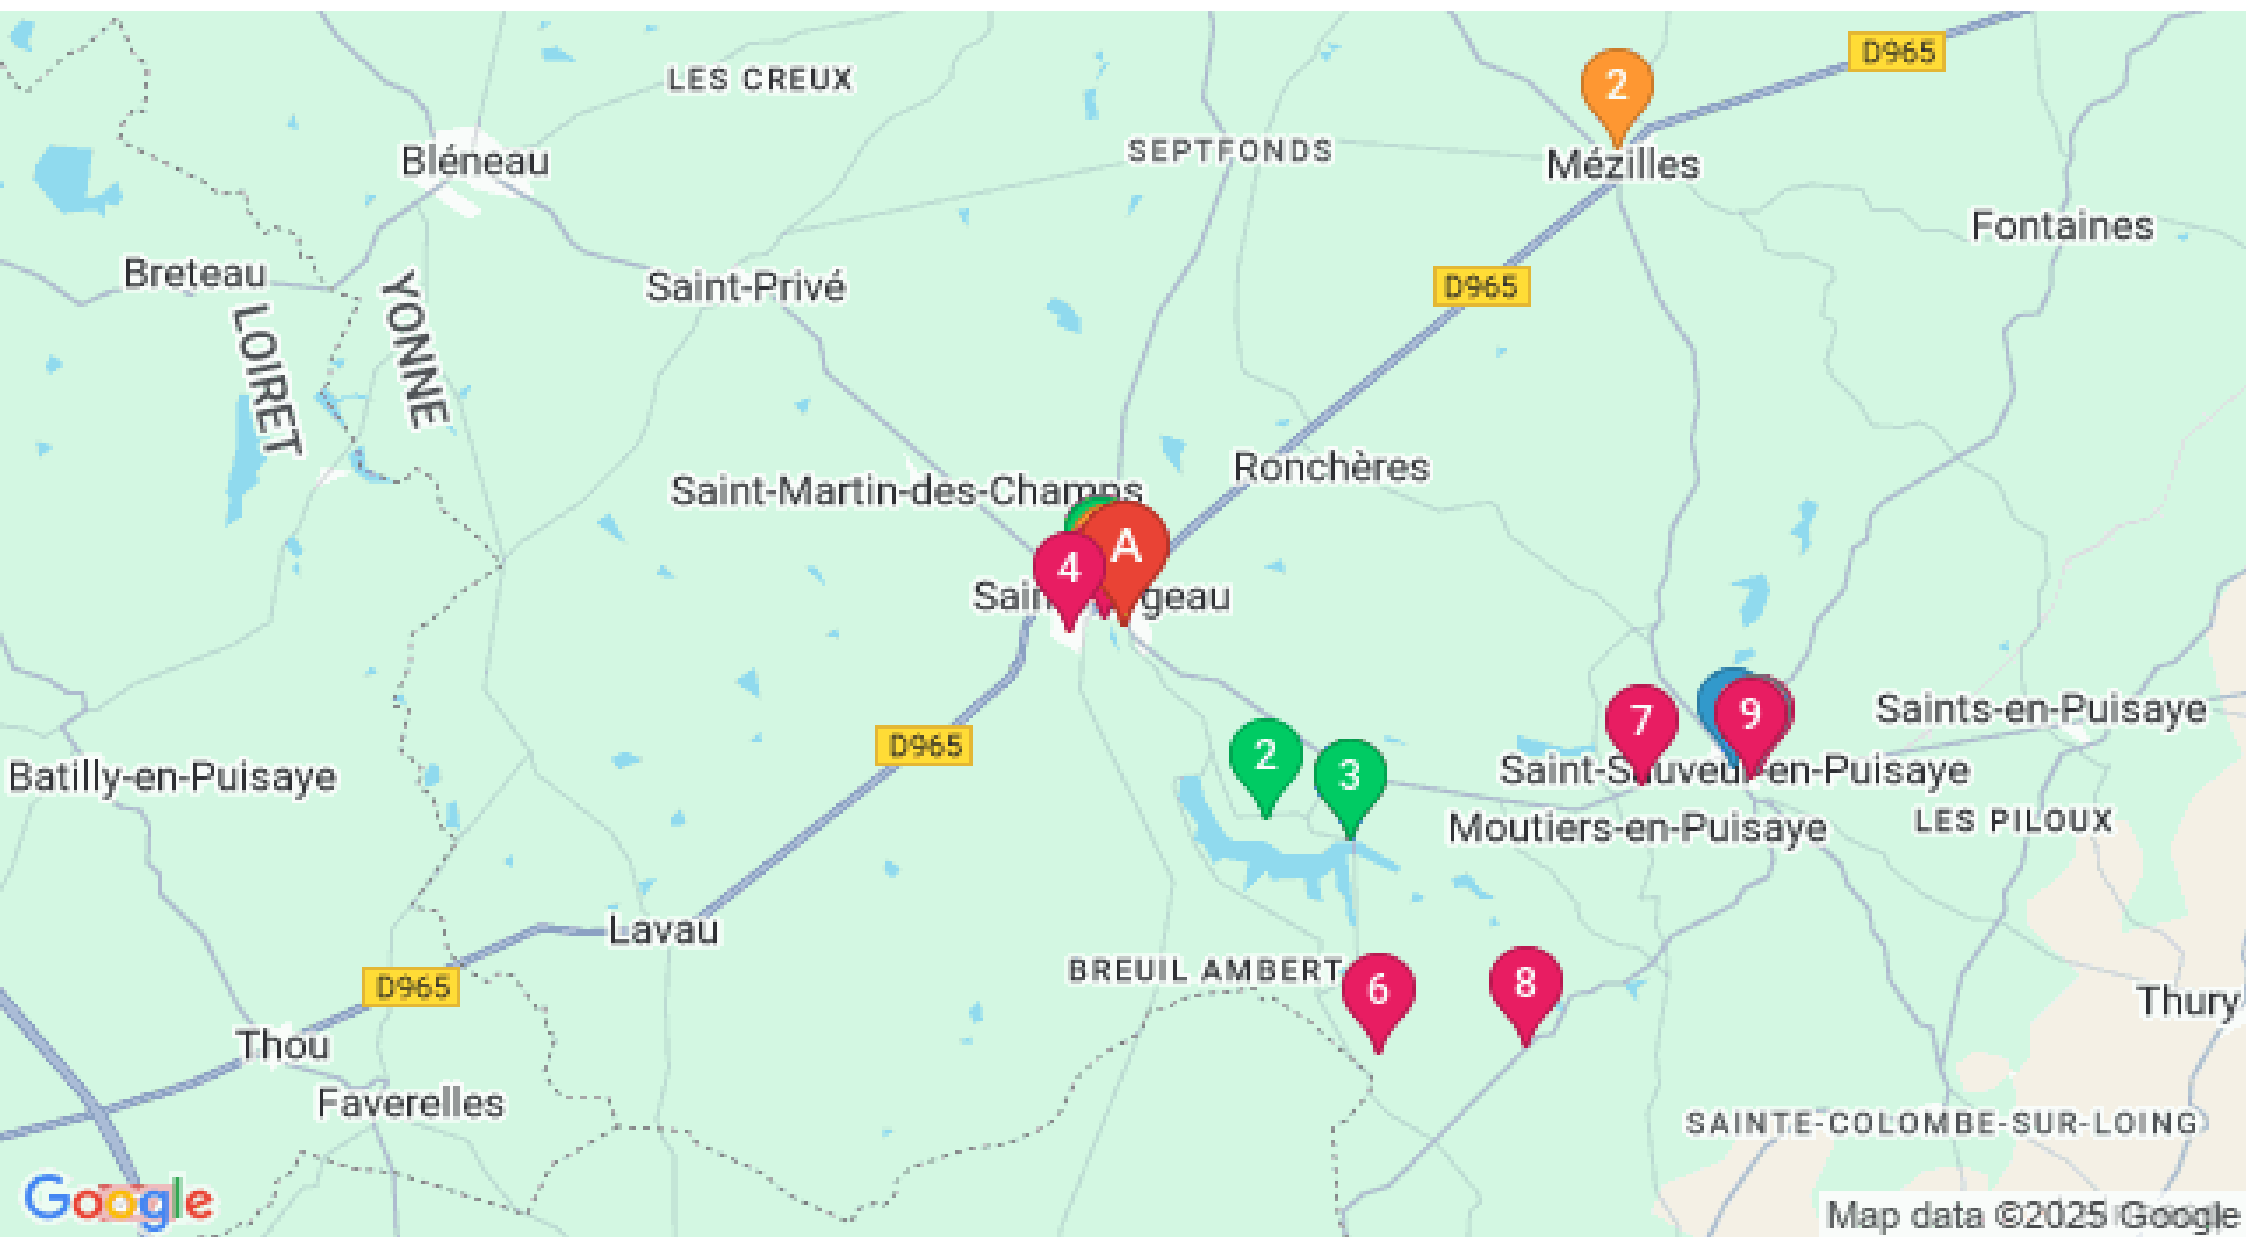 D965
2
LES CREUX
SEPTFONDS
Bléneau
Mézilles
Fontaines
Breteau
YONNE
Saint-Privé
D965
LOIRET
Ronchères
Saint-Martin-des-Champs
A
4
Sain geau
9
7
Saints-en-Puisaye
D965
2
3
Saint-Sauveur-en-Puisaye
Batilly-en-Puisaye
LES PILOUX
Moutiers-en-Puisaye
Lavau
BREUIL AMBERT
8
D965
6
Thury
Thou
Faverelles
SAINTE-COLOMBE-SUR-LOING
Google
Map data ©2025 Google